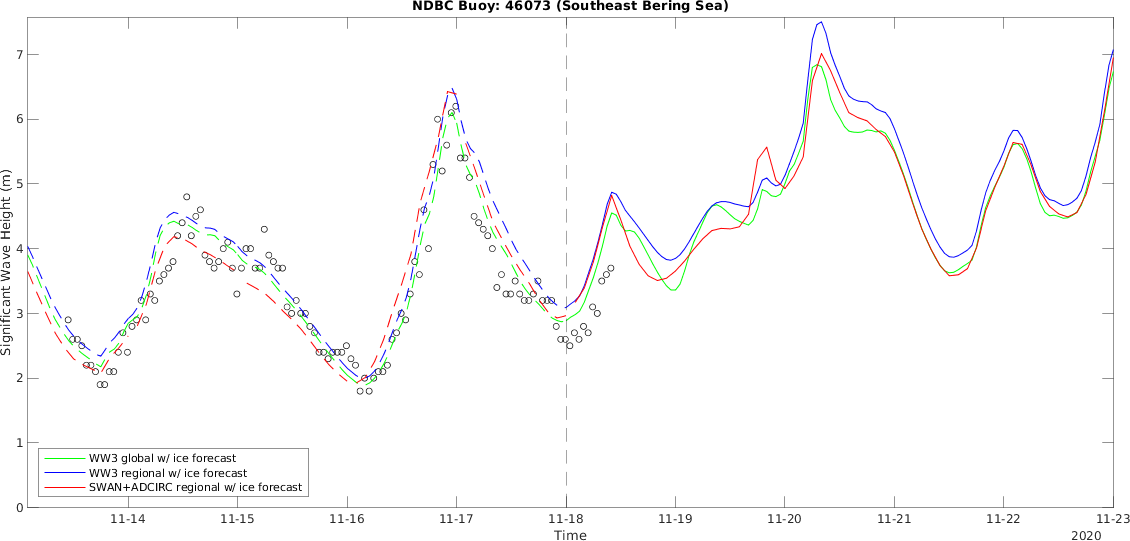 NDBC Buoy: 46073 (Southeast Bering Sea)
Significant Wave Height (m)
7
6
5
4
3
2
1
0
WW3 global w/ ice forecast
WW3 regional w/ ice forecast
SWAN+ADCIRC regional w/ ice forecast
11-14 11-15 11-16 11-17 11-18 11-19 11-20 11-21 11-22 11-23
Time
2020